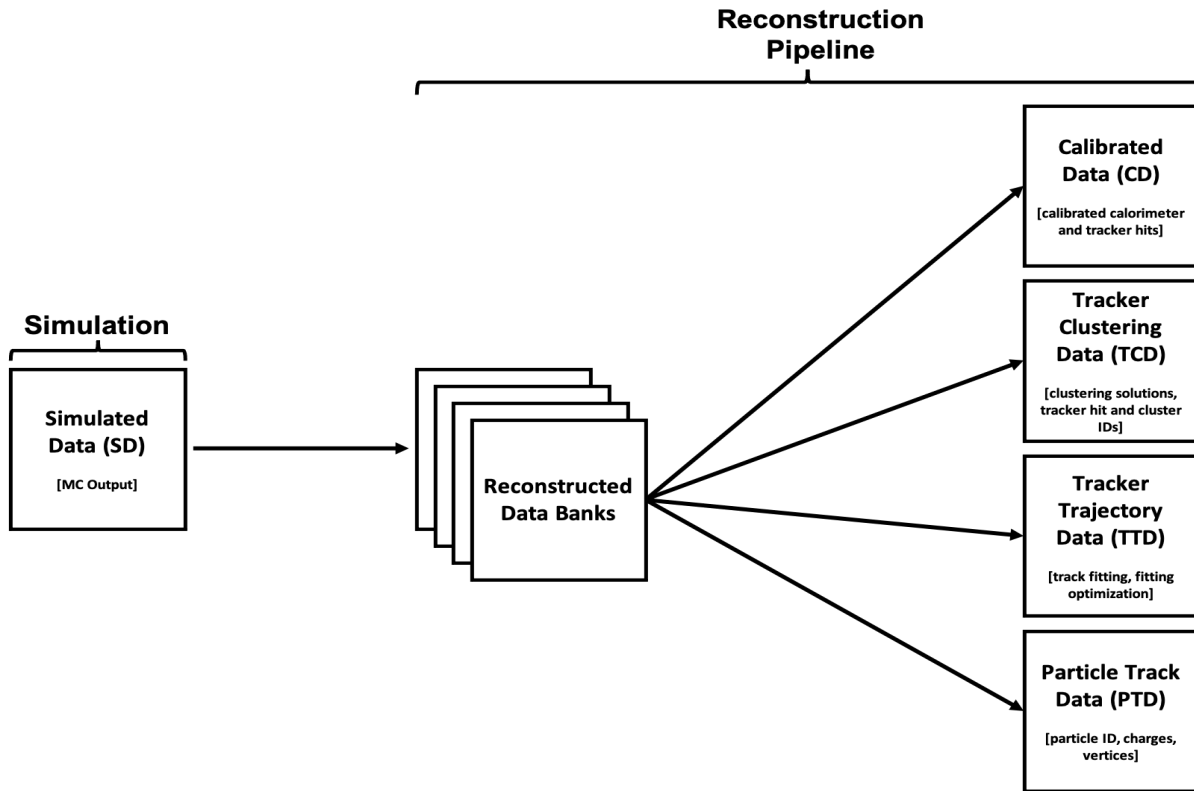 Reconstruction
Pipeline
Calibrated
Data (CD)
[calibrated calorimeter
and tracker hits]
Simulation
Tracker
Clustering
Data (TCD)
[clustering solutions,
tracker hit and cluster
IDs]
Simulated
Data (SD)
[MC Output]
Reconstructed
Data Banks
Tracker
Trajectory
Data (TTD)
[track fitting, fitting
optimization]
Particle Track
Data (PTD)
[particle ID, charges,
vertices]